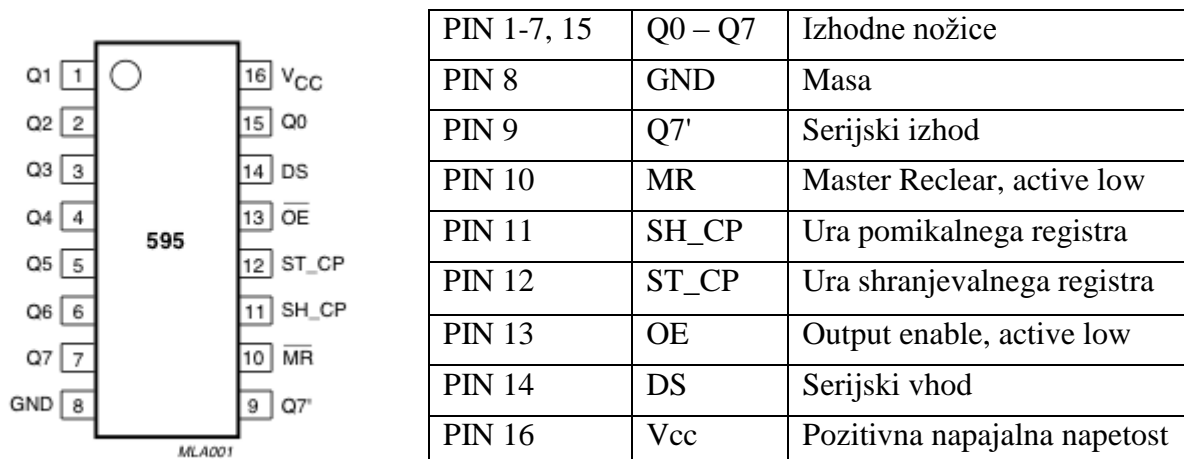 Q1 1 16 VCC
Q2 2 15 Q0
Q3 3 14 DS
Q4 4 13 OE
595
Q5 5 12 ST_CP
Q6 6 11 SH_CP
Q7 7 10 MR
GND 8 9 Q7'
MLA001
PIN 1-7, 15 Q0 – Q7 Izhodne nožice
PIN 8 GND Masa
PIN 9 Q7' Serijski izhod
PIN 10 MR Master Reclear, active low
PIN 11 SH_CP Ura pomikalnega registra
PIN 12 ST_CP Ura shranjevalnega registra
PIN 13 OE Output enable, active low
PIN 14 DS Serijski vhod
PIN 16 Vcc Pozitivna napajalna napetost